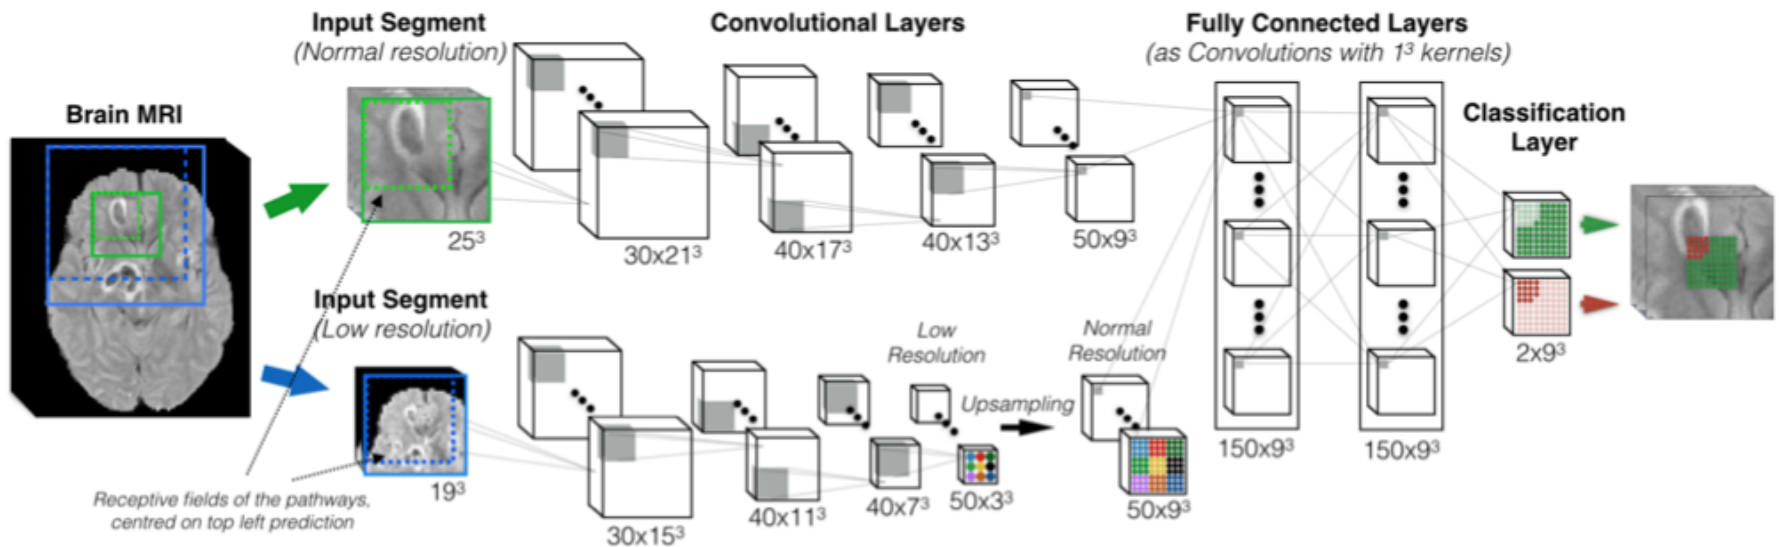 Brain MRI
Input Segment
(Normal resolution)
25³
Convolutional Layers
30x21³
40x17³
40x13³
50x9³
Fully Connected Layers
(as Convolutions with 1³ kernels)
150x9³
150x9³
Classification
Layer
2x9³
Input Segment
(Low resolution)
19³
30x15³
40x11³
40x7³
50x3³
Low
Resolution
Upsampling
Normal
Resolution
50x9³
Receptive fields of the pathways,
centred on top left prediction